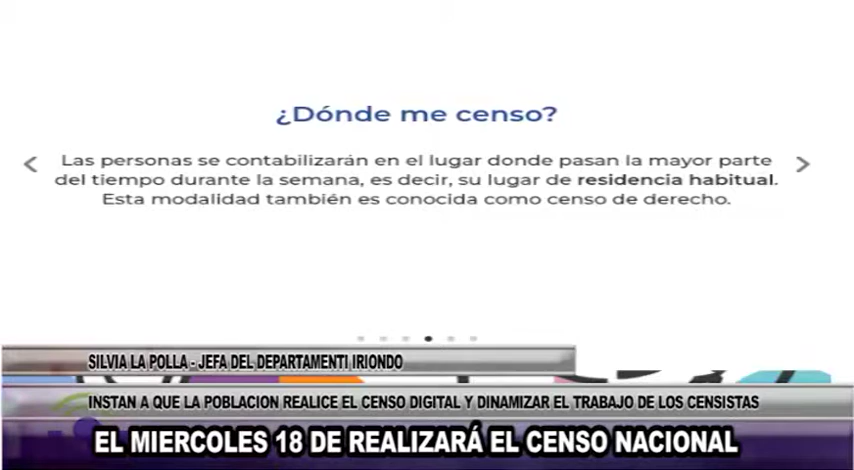 ¿Dónde me censo?
Las personas se contabilizarán en el lugar donde pasan la mayor parte
del tiempo durante la semana, es decir, su lugar de residencia habitual.
Esta modalidad también es conocida como censo de derecho.
SILVIA LA POLLA - JEFA DEL DEPARTAMENTI IRIONDO
INSTAN A QUE LA POBLACION REALICE EL CENSO DIGITAL Y DINAMIZAR EL TRABAJO DE LOS CENSISTAS
EL MIERCOLES 18 DE REALIZARÁ EL CENSO NACIONAL